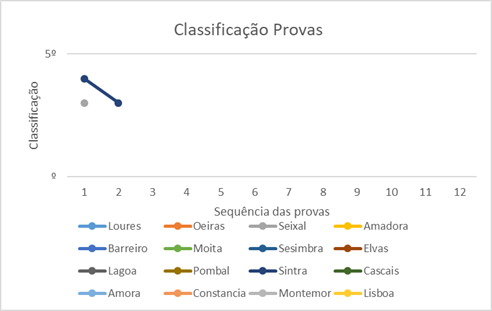 Classificação Provas
5º
Classificação
º
1 2 3 4 5 6 7 8 9 10 11 12
Sequência das provas
Loures Oeiras Seixal Amadora
Barreiro Moita Sesimbra Elvas
Lagoa Pombal Sintra Cascais
Amora Constancia Montemor Lisboa